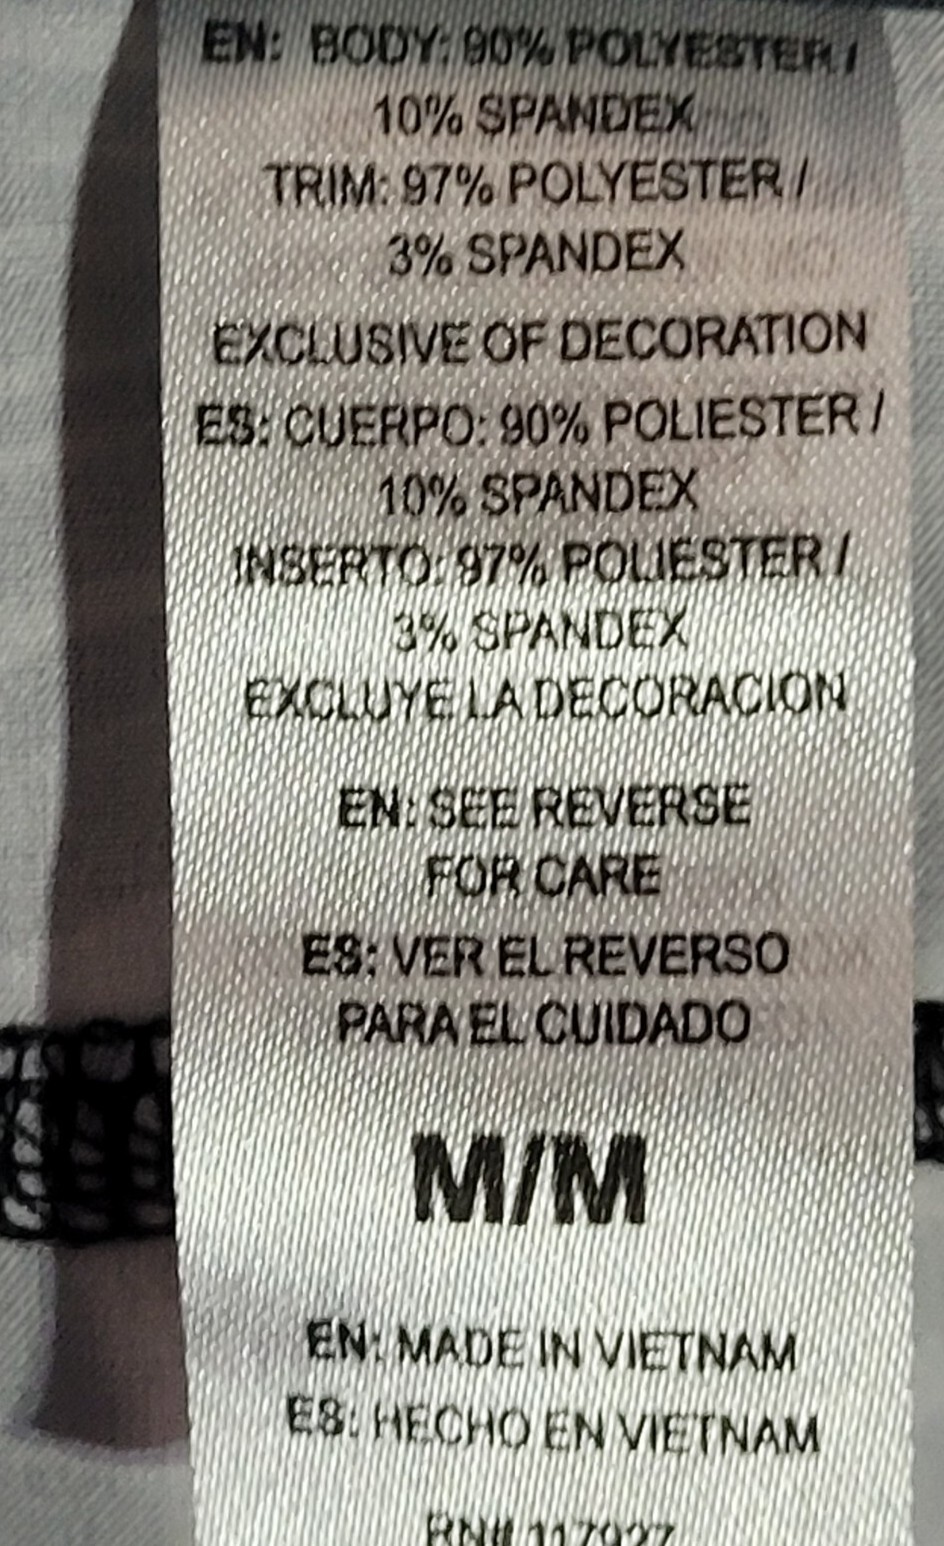 EN: BODY: 90% POLYESTER /
10% SPANDEX
TRIM: 97% POLYESTER /
3% SPANDEX
EXCLUSIVE OF DECORATION
ES: CUERPO: 90% POLIESTER /
10% SPANDEX
INSERTO: 97% POLIESTER /
3% SPANDEX
EXCLUYE LA DECORACION
EN: SEE REVERSE
FOR CARE
ES: VER EL REVERSO
PARA EL CUIDADO
M/M
EN: MADE IN VIETNAM
ES: HECHO EN VIETNAM
RN# 117927